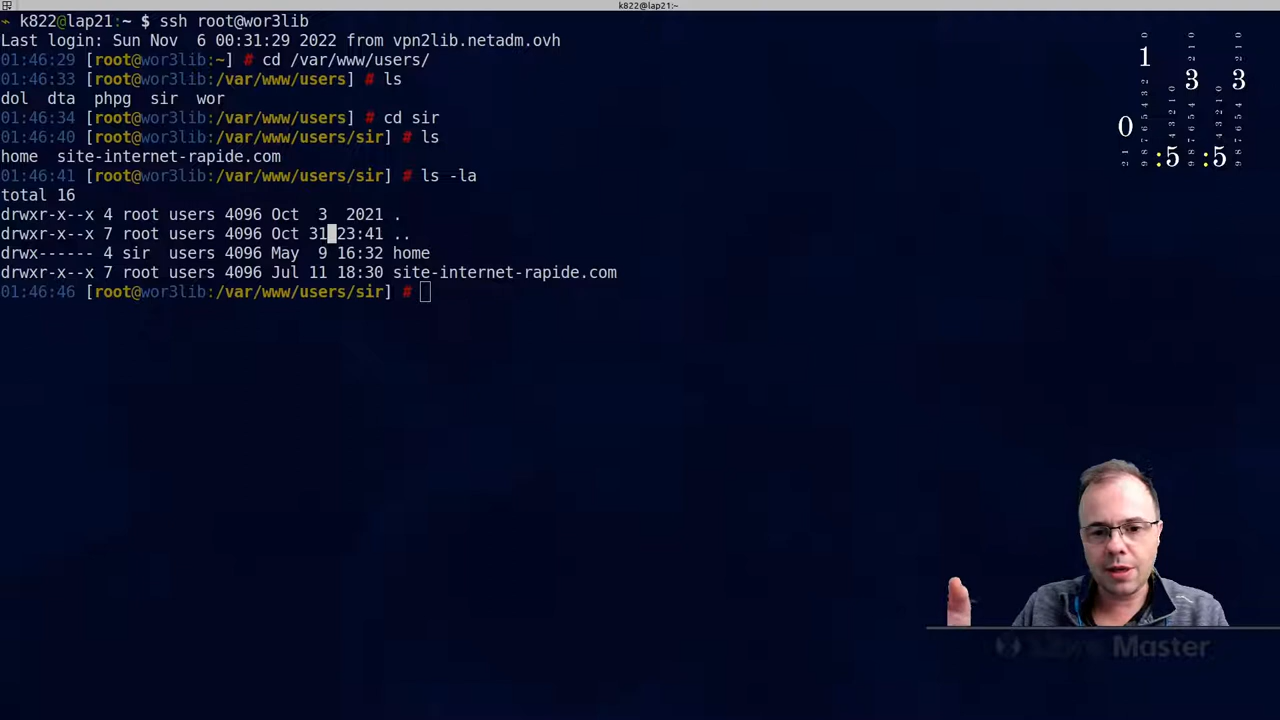 k822@lap21:~
k822@lap21:~ $ ssh root@wor3lib
Last login: Sun Nov  6 00:31:29 2022 from vpn2lib.netadm.ovh
01:46:29 [root@wor3lib:~] # cd /var/www/users/
01:46:33 [root@wor3lib:/var/www/users] # ls
dol  dta  phpg  sir  wor
01:46:34 [root@wor3lib:/var/www/users] # cd sir
01:46:40 [root@wor3lib:/var/www/users/sir] # ls
home  site-internet-rapide.com
01:46:41 [root@wor3lib:/var/www/users/sir] # ls -la
total 16
drwxr-x--x 4 root users 4096 Oct  3  2021 .
drwxr-x--x 7 root users 4096 Oct 31 23:41 ..
drwx------ 4 sir  users 4096 May  9 16:32 home
drwxr-x--x 7 root users 4096 Jul 11 18:30 site-internet-rapide.com
01:46:46 [root@wor3lib:/var/www/users/sir] #
1
3 3
0
:5 :5
Master